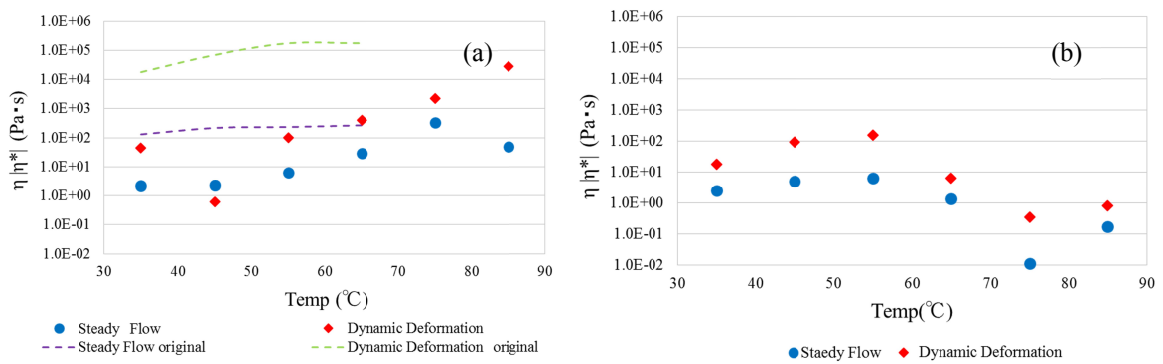 (a)
η |η*| (Pa・s)
1.0E+06
1.0E+05
1.0E+04
1.0E+03
1.0E+02
1.0E+01
1.0E+00
1.0E-01
1.0E-02
30 40 50 60 70 80 90
Temp (℃)
Steady Flow
Dynamic Deformation
Steady Flow original
Dynamic Deformation original
(b)
η |η*| (Pa・s)
1.0E+06
1.0E+05
1.0E+04
1.0E+03
1.0E+02
1.0E+01
1.0E+00
1.0E-01
1.0E-02
30 40 50 60 70 80 90
Temp(℃)
Staedy Flow
Dynamic Deformation